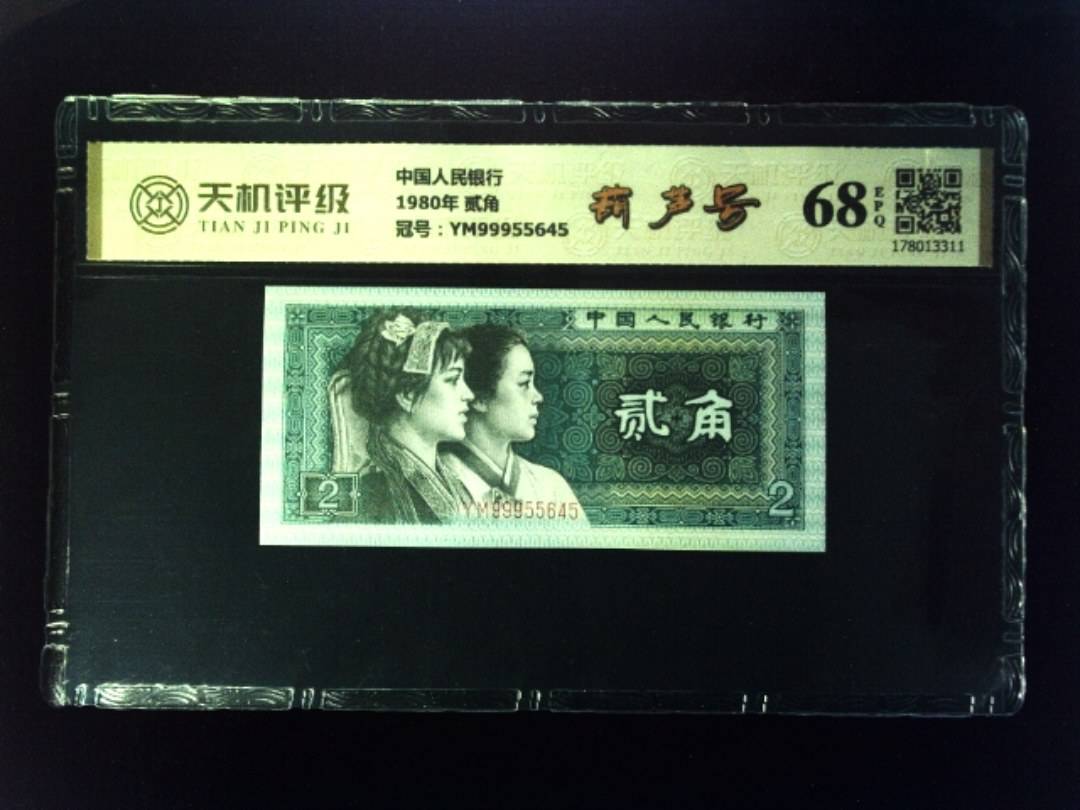 天机评级
TIAN JI PING JI
中国人民银行
1980年 贰角
冠号：YM99955645
葫芦号
68
EPQ
178013311
中国人民银行
贰角
2
2
YM99955645